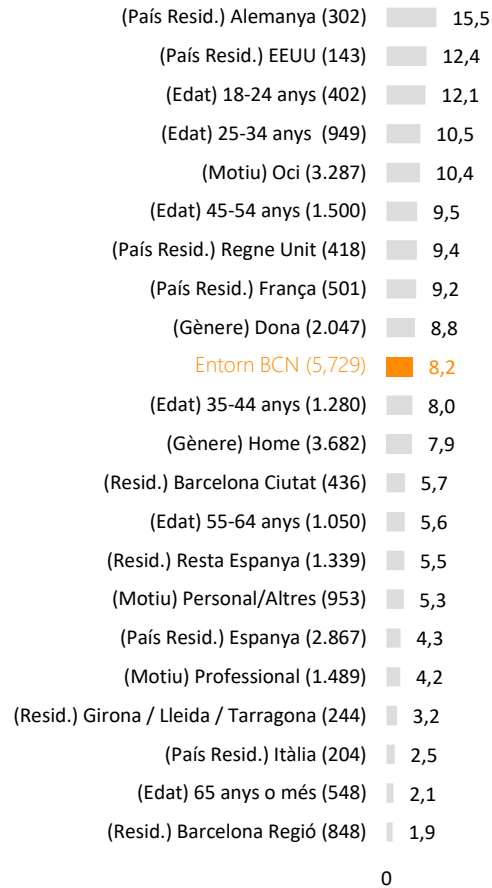 (País Resid.) Alemanya (302) 15,5
(País Resid.) EEUU (143) 12,4
(Edat) 18-24 anys (402) 12,1
(Edat) 25-34 anys (949) 10,5
(Motiu) Oci (3.287) 10,4
(Edat) 45-54 anys (1.500) 9,5
(País Resid.) Regne Unit (418) 9,4
(País Resid.) França (501) 9,2
(Gènere) Dona (2.047) 8,8
Entorn BCN (5,729) 8,2
(Edat) 35-44 anys (1.280) 8,0
(Gènere) Home (3.682) 7,9
(Resid.) Barcelona Ciutat (436) 5,7
(Edat) 55-64 anys (1.050) 5,6
(Resid.) Resta Espanya (1.339) 5,5
(Motiu) Personal/Altres (953) 5,3
(País Resid.) Espanya (2.867) 4,3
(Motiu) Professional (1.489) 4,2
(Resid.) Girona / Lleida / Tarragona (244) 3,2
(País Resid.) Itàlia (204) 2,5
(Edat) 65 anys o més (548) 2,1
(Resid.) Barcelona Regió (848) 1,9
0